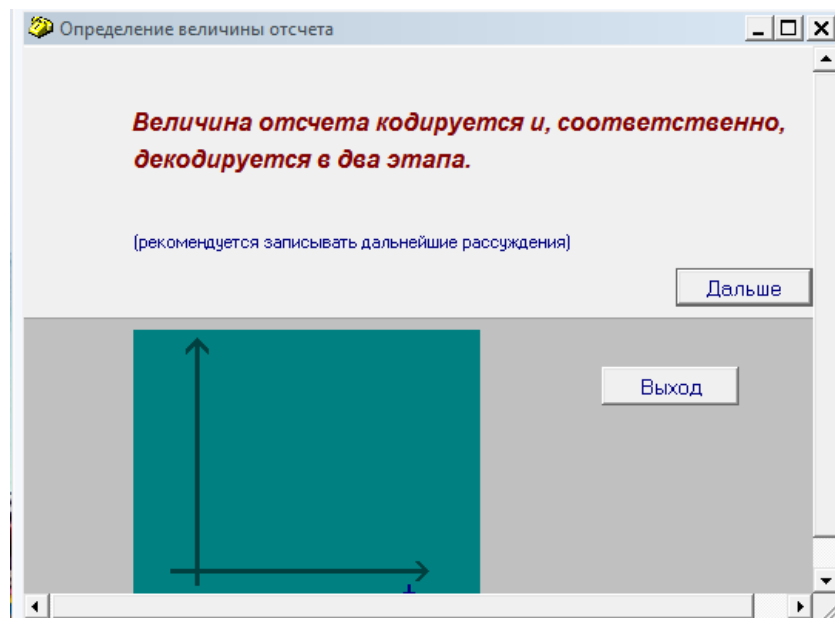 Определение величины отсчета
Величина отсчета кодируется и, соответственно,
декодируется в два этапа.
(рекомендуется записывать дальнейшие рассуждения)
Дальше
Выход